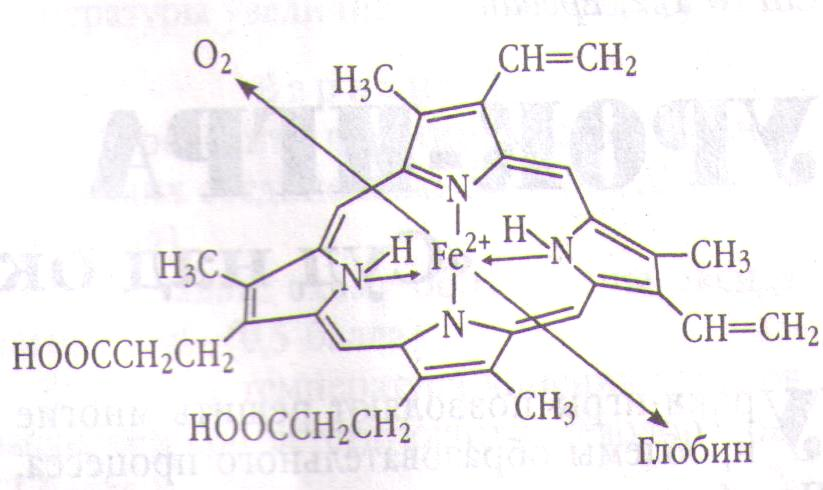 O₂
CH=CH₂
H₃C
N
H
Fe²⁺
H
N
N
CH₃
H₃C
N
CH=CH₂
HOOCCH₂CH₂
CH₃
HOOCCH₂CH₂
Глобин